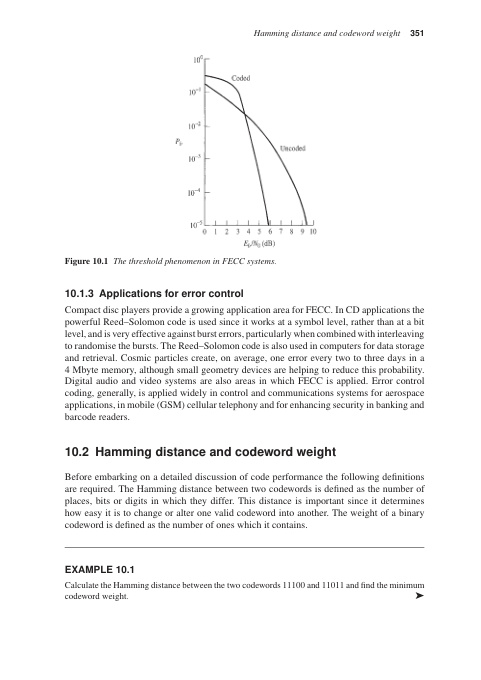 Hamming distance and codeword weight 351
10⁰
Coded
10⁻¹
10⁻²
Pb
Uncoded
10⁻³
10⁻⁴
10⁻⁵
0 1 2 3 4 5 6 7 8 9 10
Eb/N0 (dB)
Figure 10.1 The threshold phenomenon in FECC systems.
10.1.3 Applications for error control
Compact disc players provide a growing application area for FECC. In CD applications the
powerful Reed–Solomon code is used since it works at a symbol level, rather than at a bit
level, and is very effective against burst errors, particularly when combined with interleaving
to randomise the bursts. The Reed–Solomon code is also used in computers for data storage
and retrieval. Cosmic particles create, on average, one error every two to three days in a
4 Mbyte memory, although small geometry devices are helping to reduce this probability.
Digital audio and video systems are also areas in which FECC is applied. Error control
coding, generally, is applied widely in control and communications systems for aerospace
applications, in mobile (GSM) cellular telephony and for enhancing security in banking and
barcode readers.
10.2 Hamming distance and codeword weight
Before embarking on a detailed discussion of code performance the following definitions
are required. The Hamming distance between two codewords is defined as the number of
places, bits or digits in which they differ. This distance is important since it determines
how easy it is to change or alter one valid codeword into another. The weight of a binary
codeword is defined as the number of ones which it contains.
EXAMPLE 10.1
Calculate the Hamming distance between the two codewords 11100 and 11011 and find the minimum
codeword weight. ➤